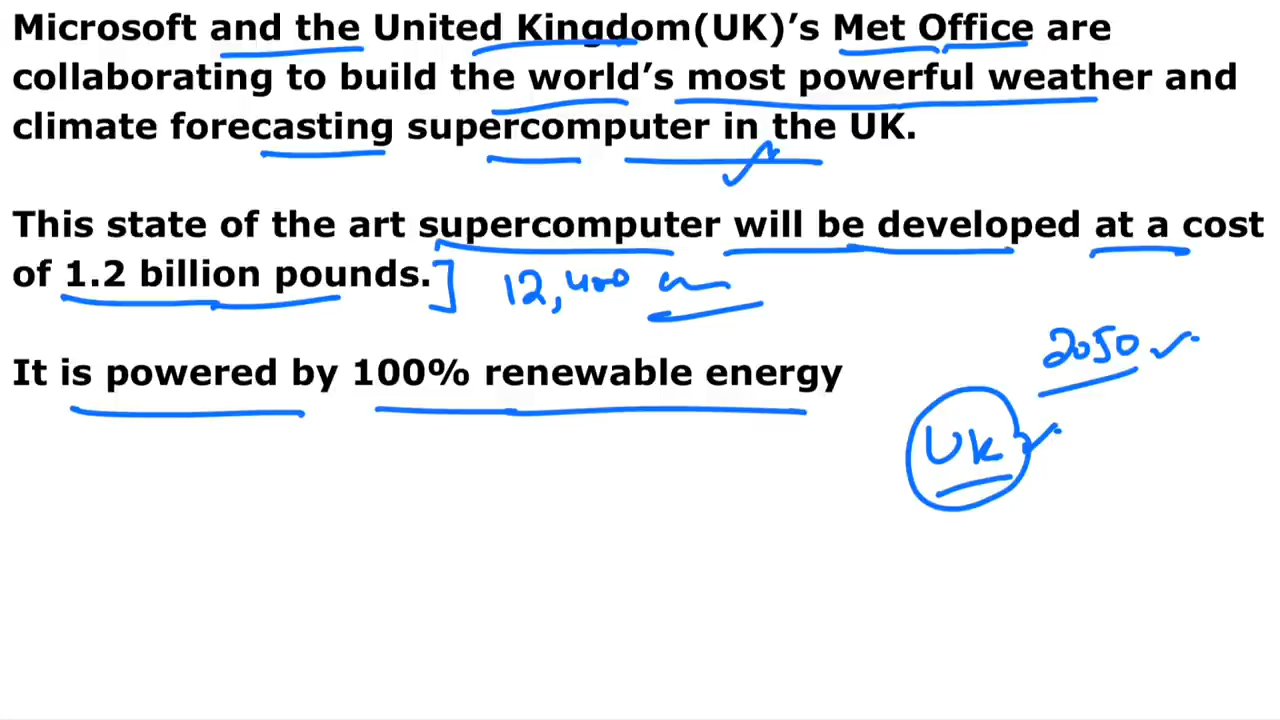 Microsoft and the United Kingdom(UK)’s Met Office are
collaborating to build the world’s most powerful weather and
climate forecasting supercomputer in the UK.
This state of the art supercomputer will be developed at a cost
of 1.2 billion pounds. ] 12,400
It is powered by 100% renewable energy
2050
UK